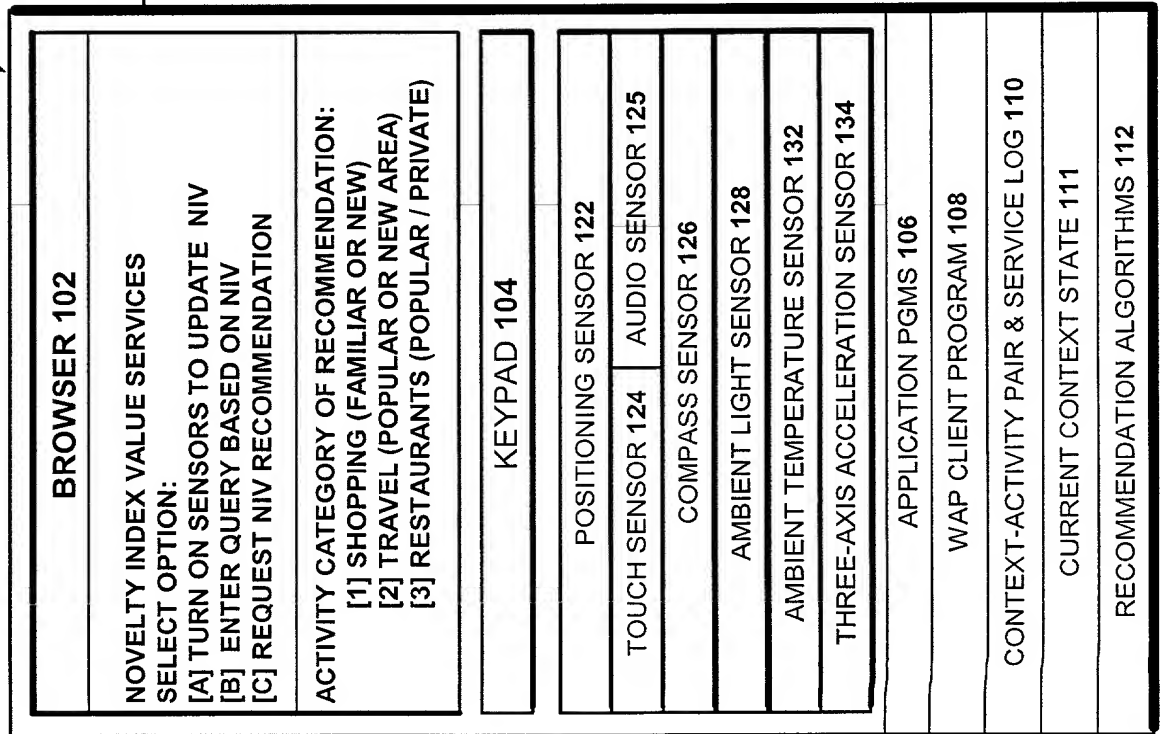 BROWSER 102
NOVELTY INDEX VALUE SERVICES
SELECT OPTION:
[A] TURN ON SENSORS TO UPDATE NIV
[B] ENTER QUERY BASED ON NIV
[C] REQUEST NIV RECOMMENDATION
ACTIVITY CATEGORY OF RECOMMENDATION:
[1] SHOPPING (FAMILIAR OR NEW)
[2] TRAVEL (POPULAR OR NEW AREA)
[3] RESTAURANTS (POPULAR / PRIVATE)
KEYPAD 104
POSITIONING SENSOR 122
TOUCH SENSOR 124 AUDIO SENSOR 125
COMPASS SENSOR 126
AMBIENT LIGHT SENSOR 128
AMBIENT TEMPERATURE SENSOR 132
THREE-AXIS ACCELERATION SENSOR 134
APPLICATION PGMS 106
WAP CLIENT PROGRAM 108
CONTEXT-ACTIVITY PAIR & SERVICE LOG 110
CURRENT CONTEXT STATE 111
RECOMMENDATION ALGORITHMS 112